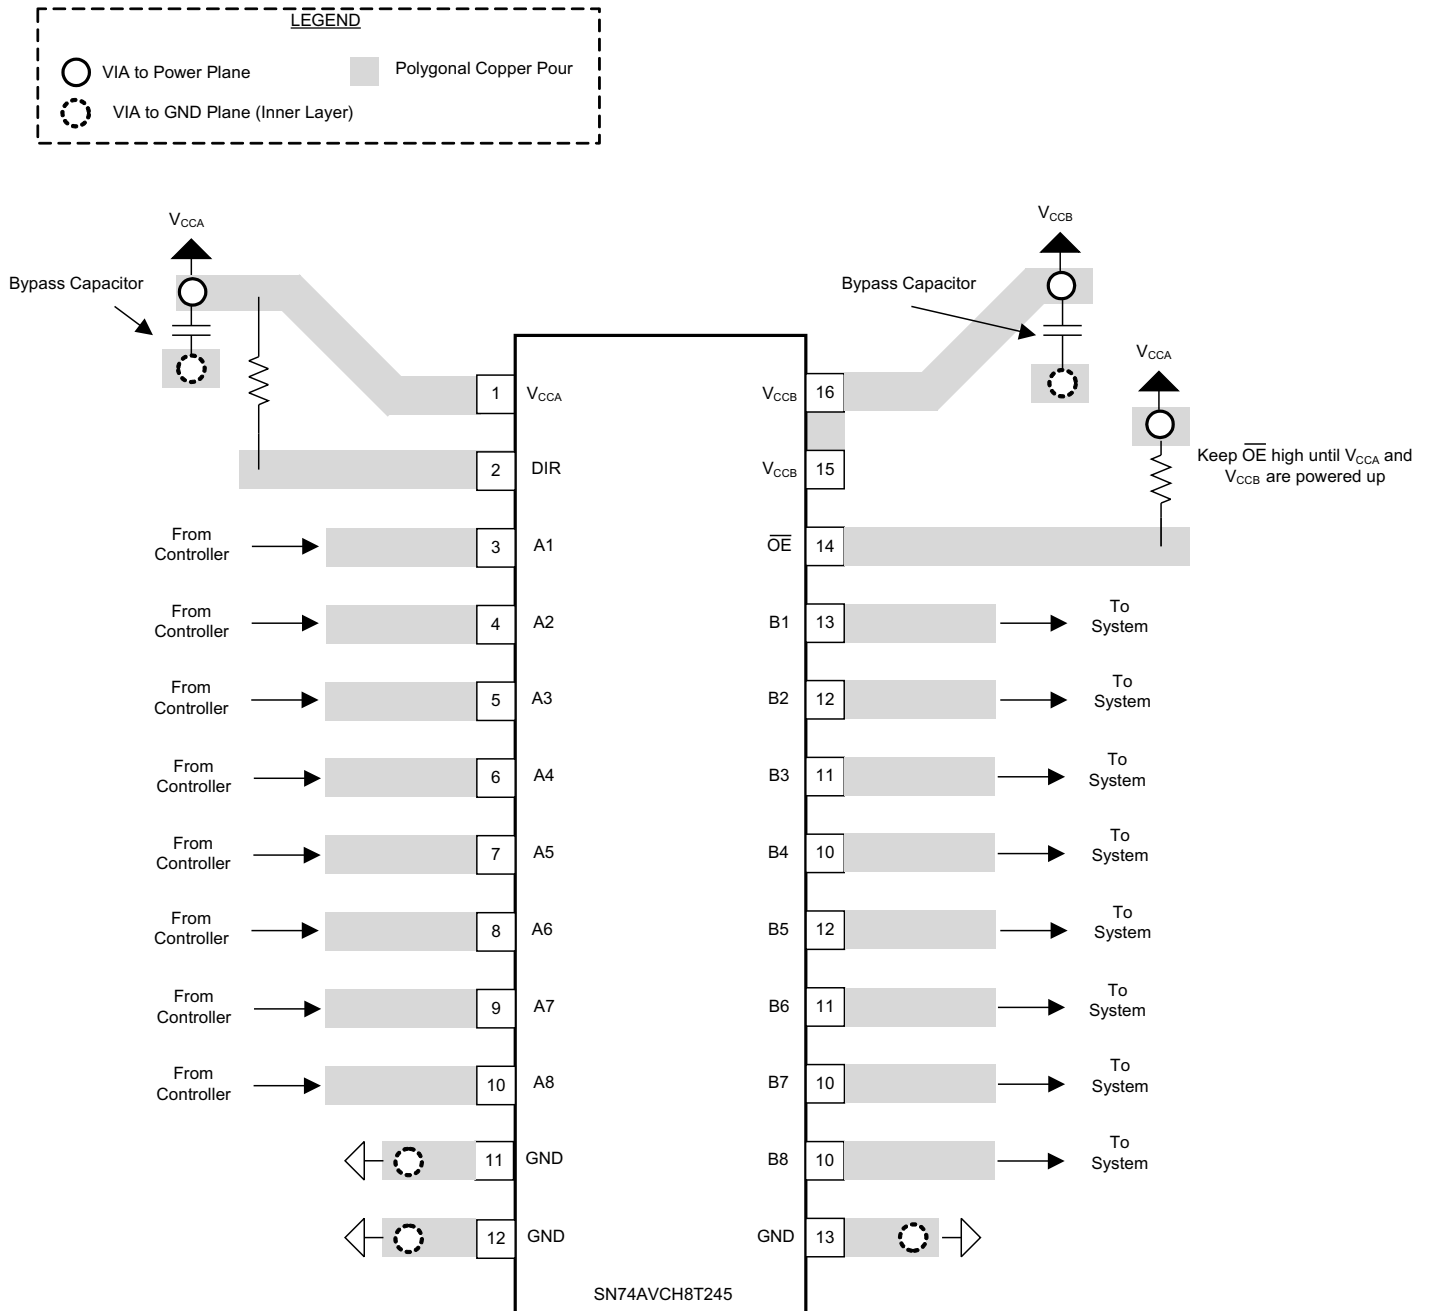 LEGEND
VIA to Power Plane
Polygonal Copper Pour
VIA to GND Plane (Inner Layer)
VCCA
VCCB
Bypass Capacitor
Bypass Capacitor
VCCA
1 VCCA
VCCB 16
Keep OE high until VCCA and
VCCB are powered up
2 DIR
VCCB 15
From
Controller
3 A1
OE 14
From
Controller
4 A2
B1 13
To
System
From
Controller
5 A3
B2 12
To
System
From
Controller
6 A4
B3 11
To
System
From
Controller
7 A5
B4 10
To
System
From
Controller
8 A6
B5 12
To
System
From
Controller
9 A7
B6 11
To
System
From
Controller
10 A8
B7 10
To
System
11 GND
B8 10
To
System
12 GND
GND 13
SN74AVCH8T245